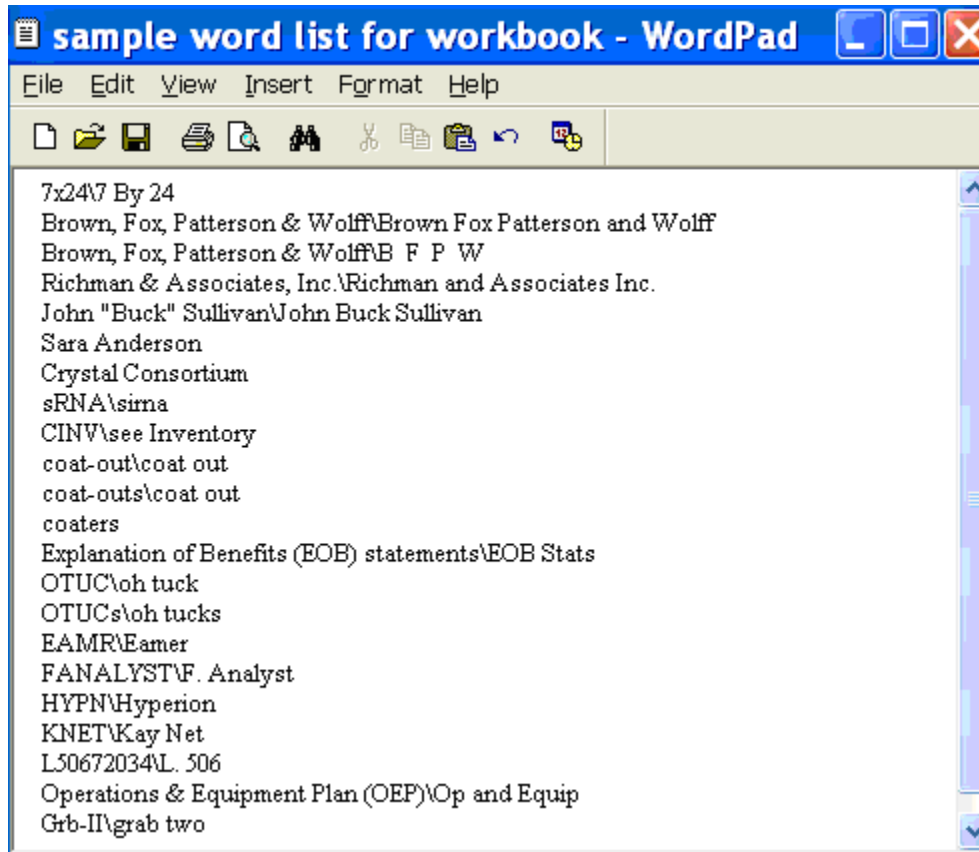 sample word list for workbook - WordPad
File Edit View Insert Format Help
7x24\7 By 24
Brown, Fox, Patterson & Wolff\Brown Fox Patterson and Wolff
Brown, Fox, Patterson & Wolff\B F P W
Richman & Associates, Inc.\Richman and Associates Inc.
John "Buck" Sullivan\John Buck Sullivan
Sara Anderson
Crystal Consortium
sRNA\sirna
CINV\see Inventory
coat-out\coat out
coat-outs\coat out
coaters
Explanation of Benefits (EOB) statements\EOB Stats
OTUC\oh tuck
OTUCs\oh tucks
EAMR\Eamer
FANALYST\F. Analyst
HYPN\Hyperion
KNET\Kay Net
L50672034\L. 506
Operations & Equipment Plan (OEP)\Op and Equip
Grb-II\grab two